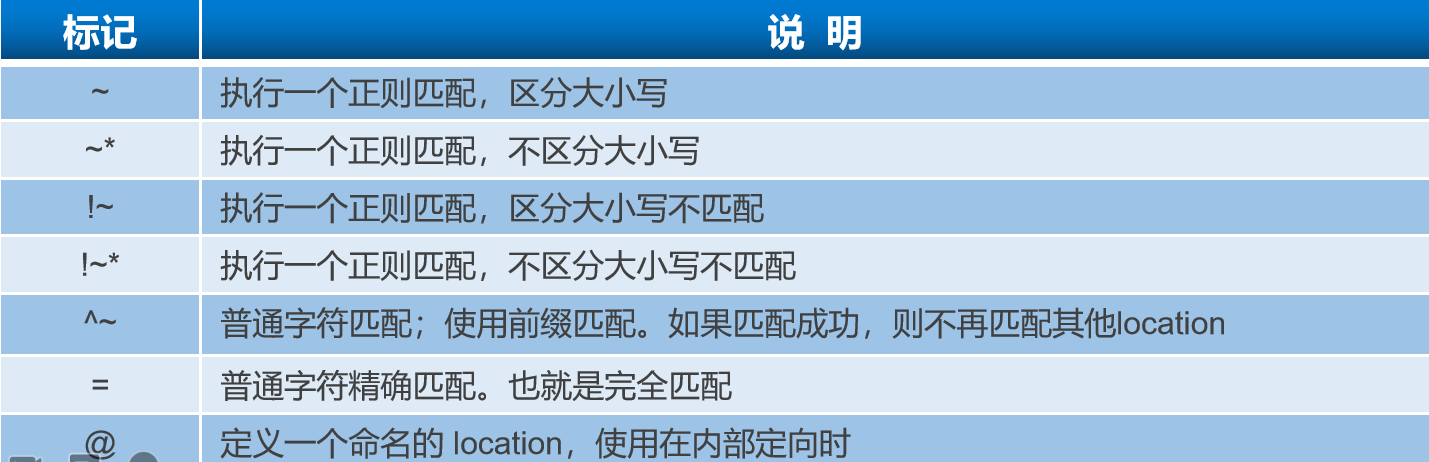 标记 说 明
~ 执行一个正则匹配，区分大小写
~* 执行一个正则匹配，不区分大小写
!~ 执行一个正则匹配，区分大小写不匹配
!~* 执行一个正则匹配，不区分大小写不匹配
^~ 普通字符匹配；使用前缀匹配。如果匹配成功，则不再匹配其他location
= 普通字符精确匹配。也就是完全匹配
@ 定义一个命名的 location，使用在内部定向时